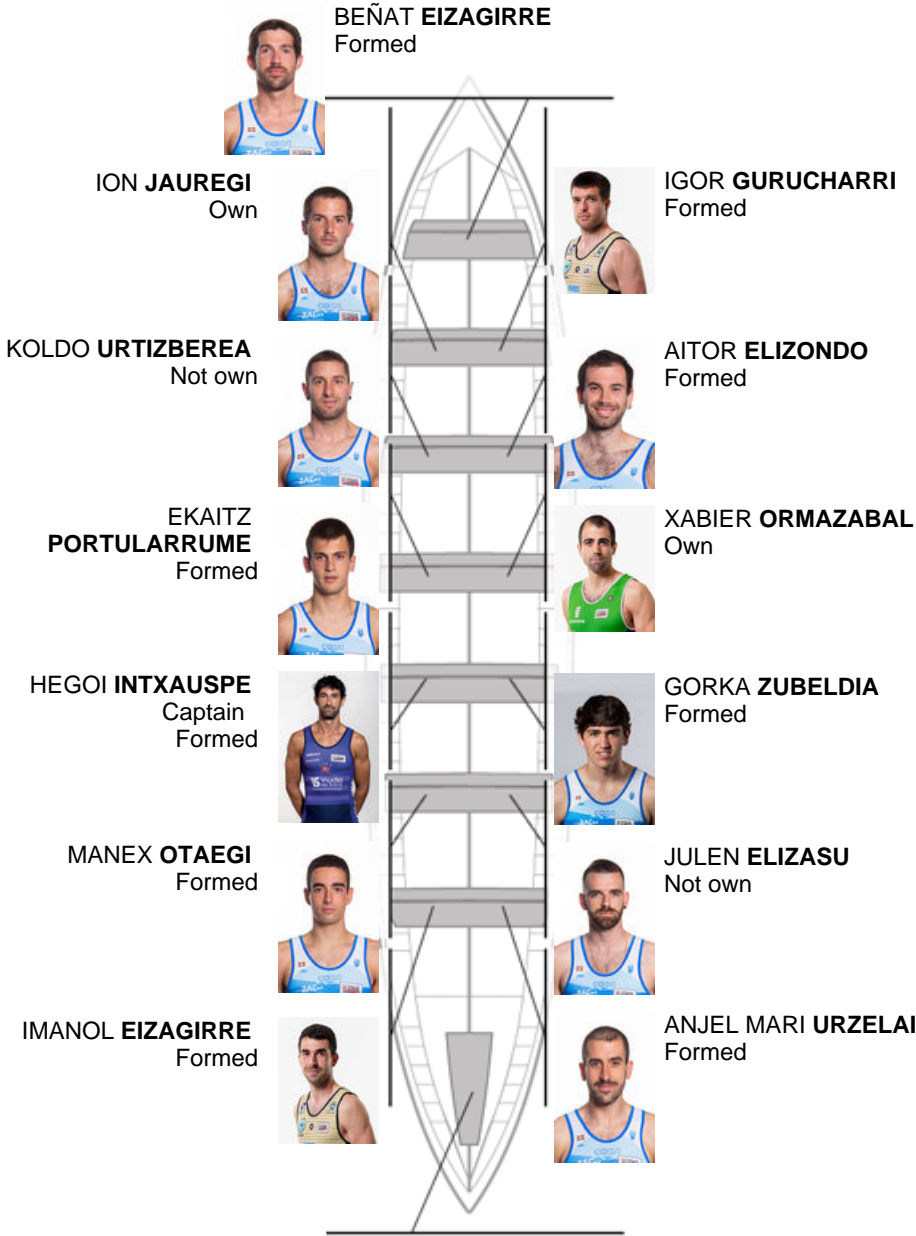 BEÑAT EIZAGIRRE
Formed
ION JAUREGI
Own
IGOR GURUCHARRI
Formed
KOLDO URTIZBEREA
Not own
AITOR ELIZONDO
Formed
EKAITZ
PORTULARRUME
Formed
XABIER ORMAZABAL
Own
HEGOI INTXAUSPE
Captain
Formed
GORKA ZUBELDIA
Formed
MANEX OTAEGI
Formed
JULEN ELIZASU
Not own
IMANOL EIZAGIRRE
Formed
ANJEL MARI URZELAI
Formed